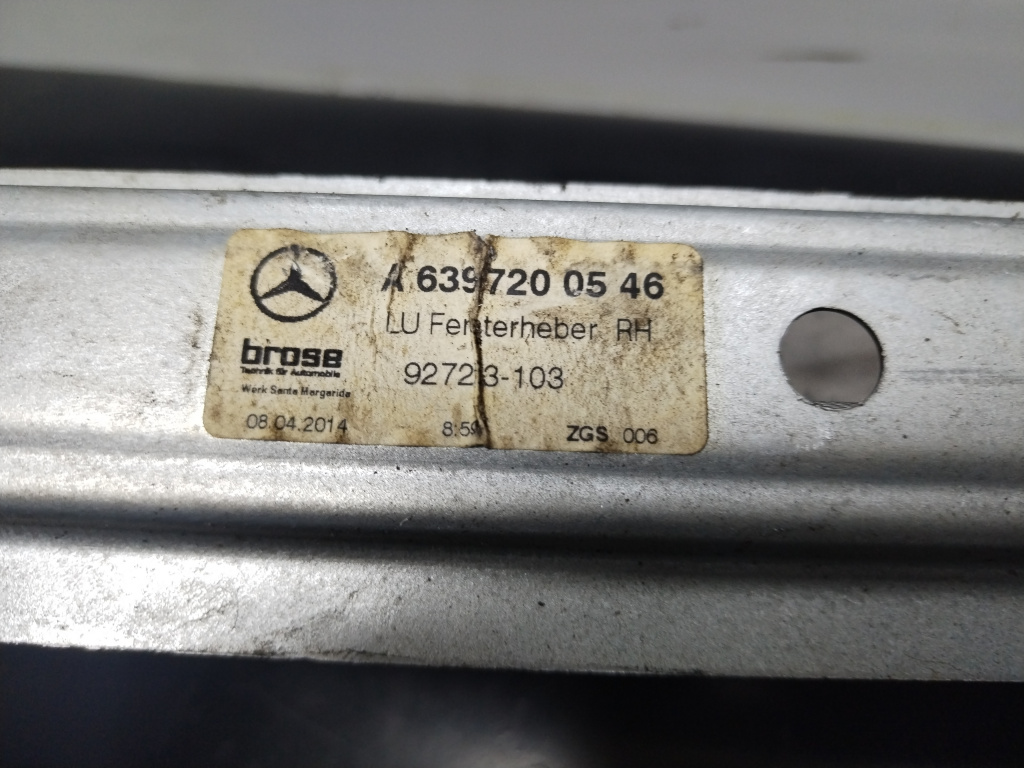 A 639 720 05 46
LU Fensterheber RH
brose
Technik für Automobile
92723-103
Werk Santa Margarida
08.04.2014 8:59 ZGS 006